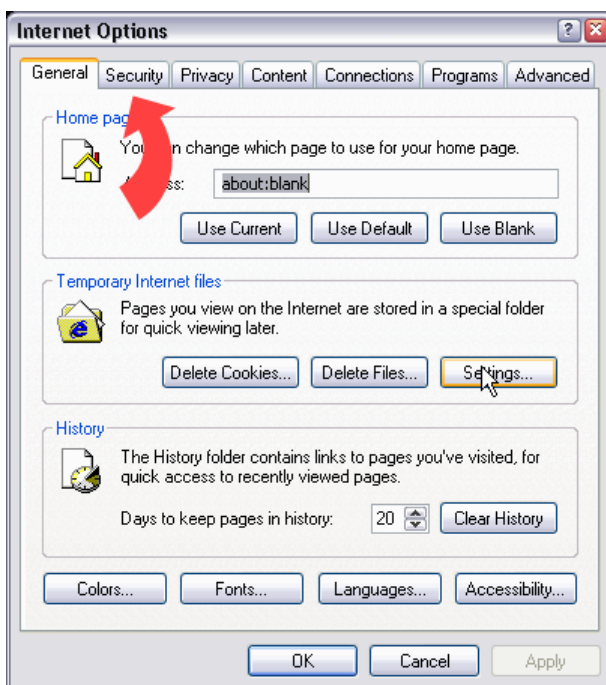 Internet Options
General Security Privacy Content Connections Programs Advanced
Home page
You can change which page to use for your home page.
about:blank
Use Current Use Default Use Blank
Temporary Internet files
Pages you view on the Internet are stored in a special folder
for quick viewing later.
Delete Cookies... Delete Files... Settings...
History
The History folder contains links to pages you've visited, for
quick access to recently viewed pages.
Days to keep pages in history: 20 Clear History
Colors... Fonts... Languages... Accessibility...
OK Cancel Apply